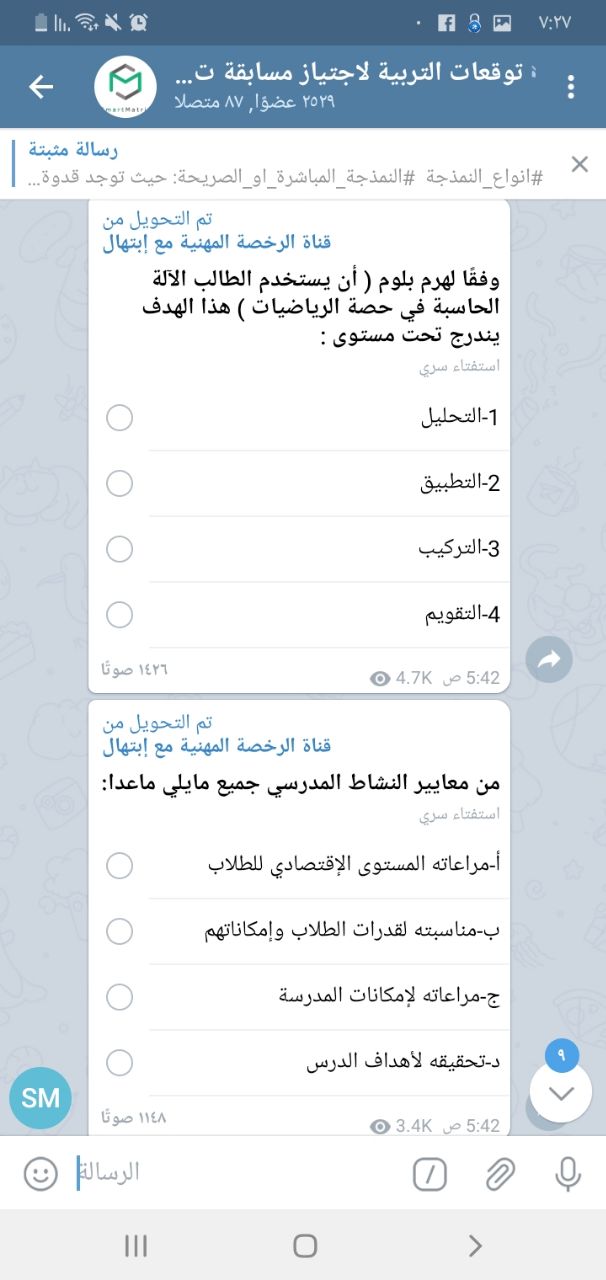 ٧:٢٧
توقعات التربية لاجتياز مسابقة ت...
٢٥٢٩ عضوًا, ٨٧ متصلا
رسالة مثبتة
#انواع_النمذجة #النمذجة_المباشرة_او_الصريحة: حيث توجد قدوة...
تم التحويل من
قناة الرخصة المهنية مع إبتهال
وفقًا لهرم بلوم ( أن يستخدم الطالب الآلة
الحاسبة في حصة الرياضيات ) هذا الهدف
يندرج تحت مستوى :
استفتاء سري
1-التحليل
2-التطبيق
3-التركيب
4-التقويم
١٤٢٦ صوتًا
4.7K 5:42 ص
تم التحويل من
قناة الرخصة المهنية مع إبتهال
من معايير النشاط المدرسي جميع مايلي ماعدا:
استفتاء سري
أ-مراعاته المستوى الإقتصادي للطلاب
ب-مناسبته لقدرات الطلاب وإمكاناتهم
ج-مراعاته لإمكانات المدرسة
د-تحقيقه لأهداف الدرس
١١٤٨ صوتًا
3.4K 5:42 ص
٩
SM
الرسالة